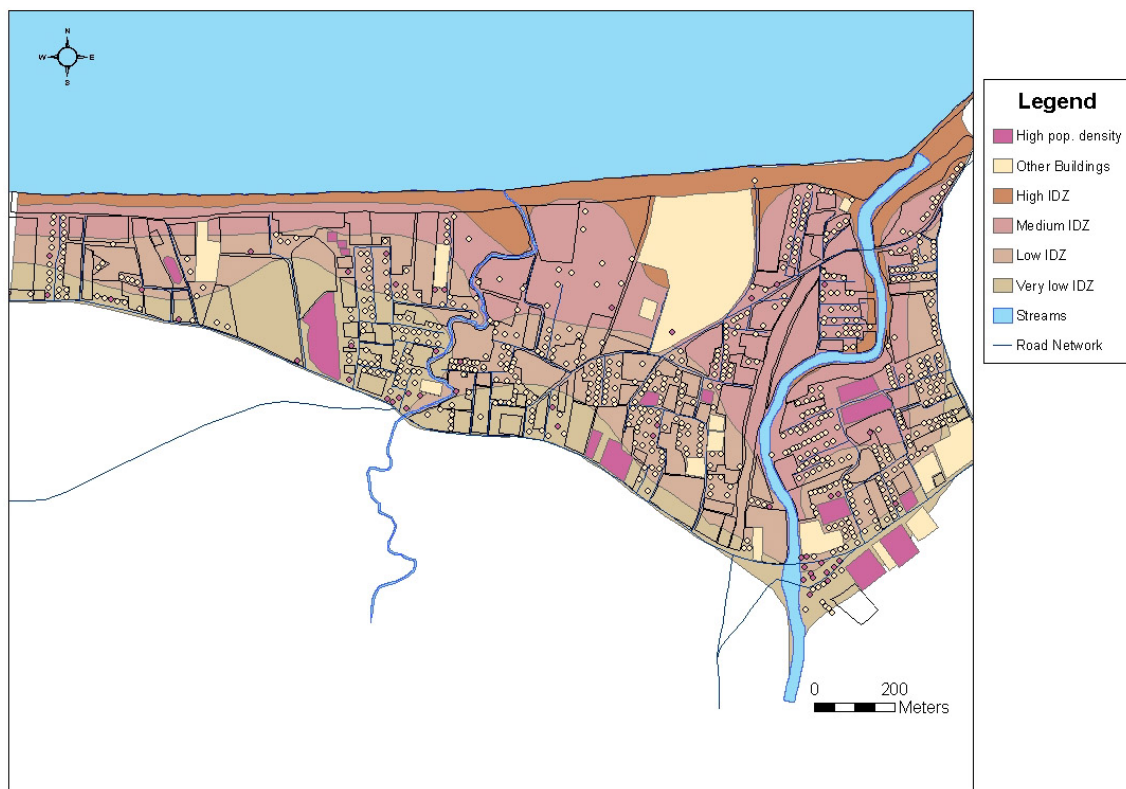 N
W E
S
Legend
High pop. density
Other Buildings
High IDZ
Medium IDZ
Low IDZ
Very low IDZ
Streams
Road Network
0 200
Meters